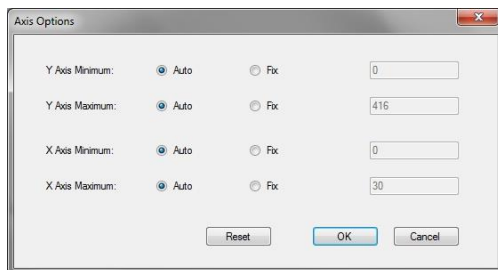 Axis Options
Y Axis Minimum: Auto Fix 0
Y Axis Maximum: Auto Fix 416
X Axis Minimum: Auto Fix 0
X Axis Maximum: Auto Fix 30
Reset OK Cancel